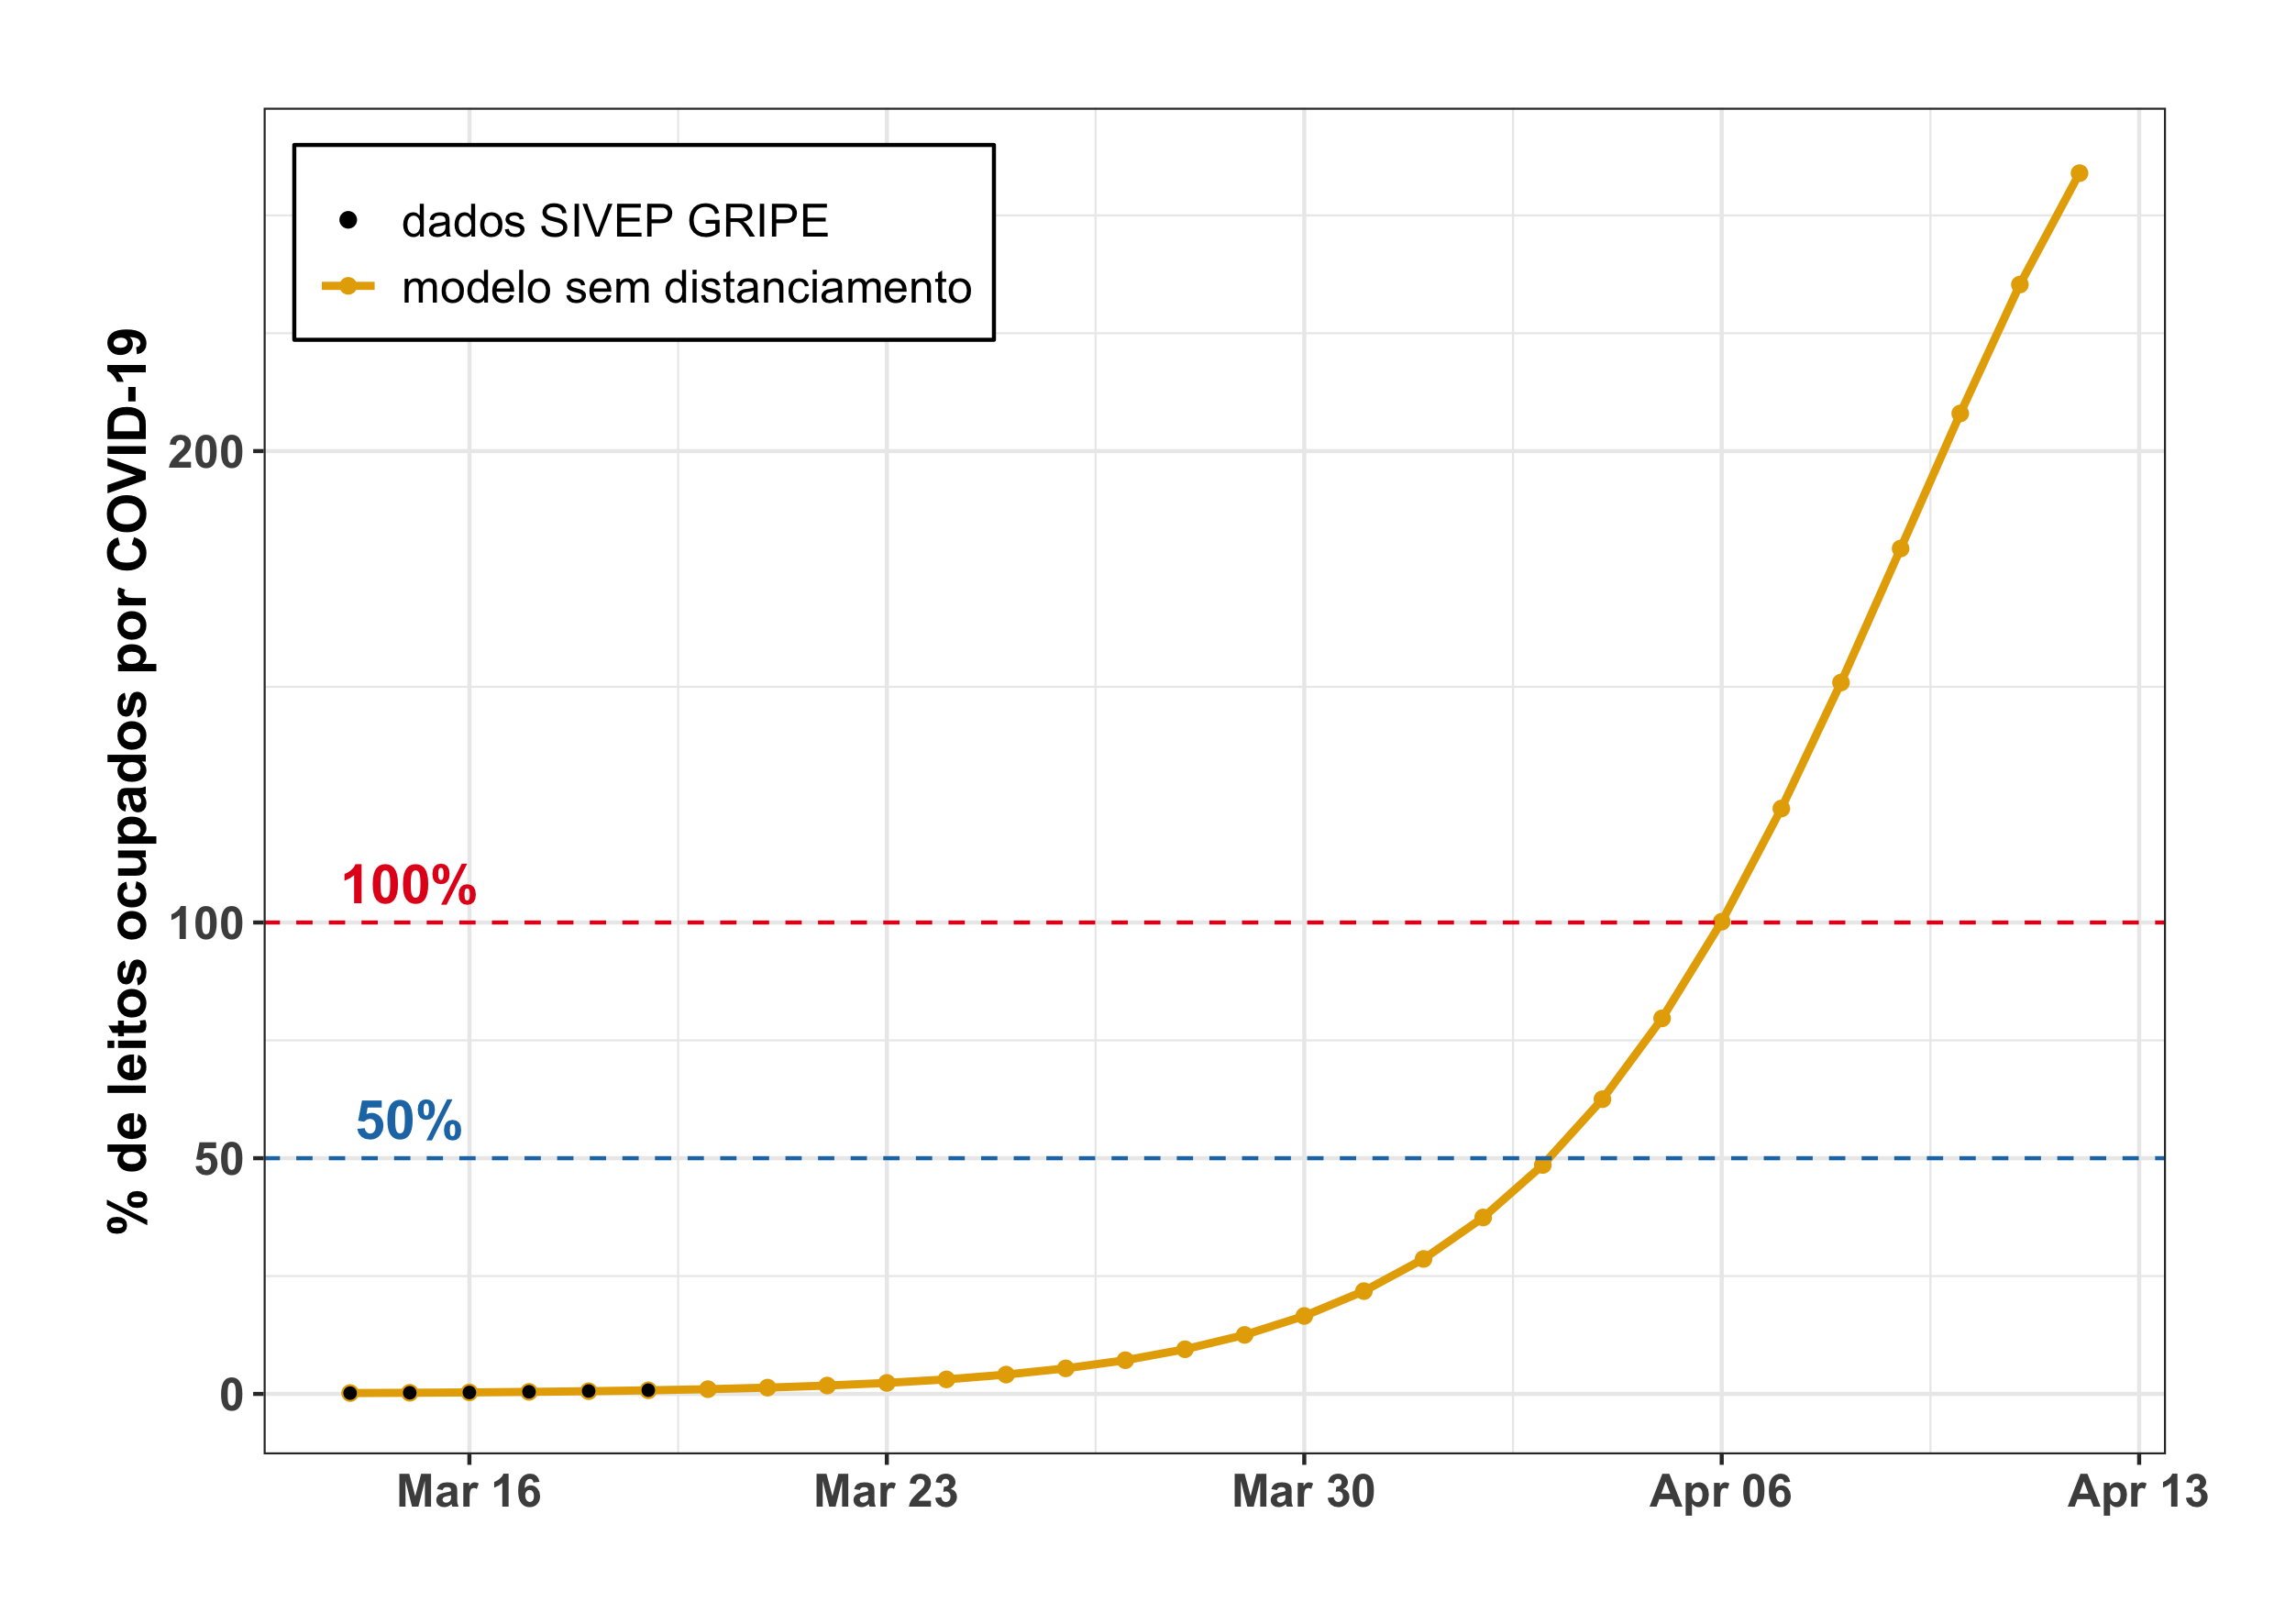 dados SIVEP GRIPE
modelo sem distanciamento
% de leitos ocupados por COVID-19
200
100
50
0
100%
50%
Mar 16
Mar 23
Mar 30
Apr 06
Apr 13